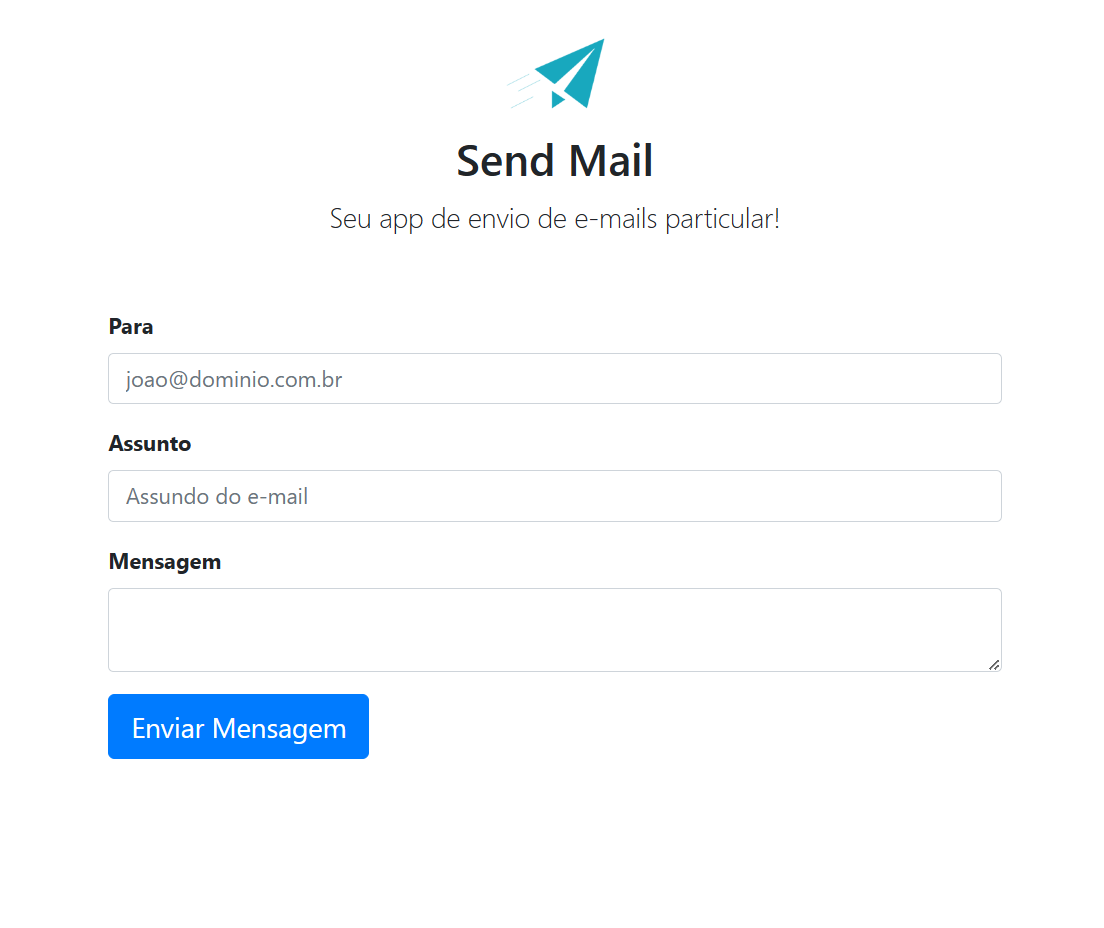 Send Mail
Seu app de envio de e-mails particular!
Para
joao@dominio.com.br
Assunto
Assundo do e-mail
Mensagem
Enviar Mensagem